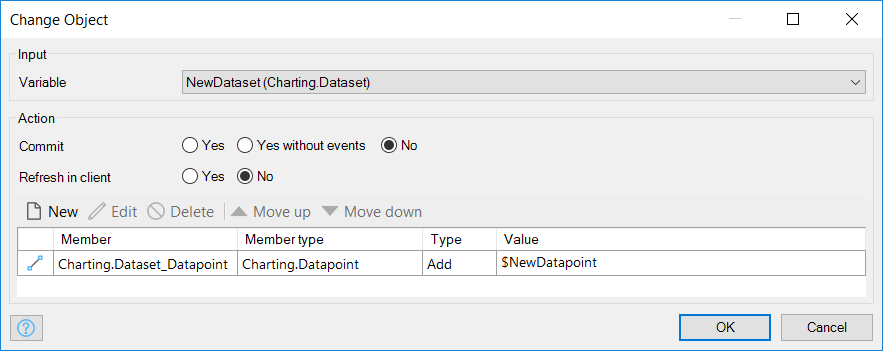 Change Object
Input
Variable NewDataset (Charting.Dataset)
Action
Commit Yes Yes without events No
Refresh in client Yes No
New Edit Delete Move up Move down
Member Member type Type Value
Charting.Dataset_Datapoint Charting.Datapoint Add $NewDatapoint
? OK Cancel